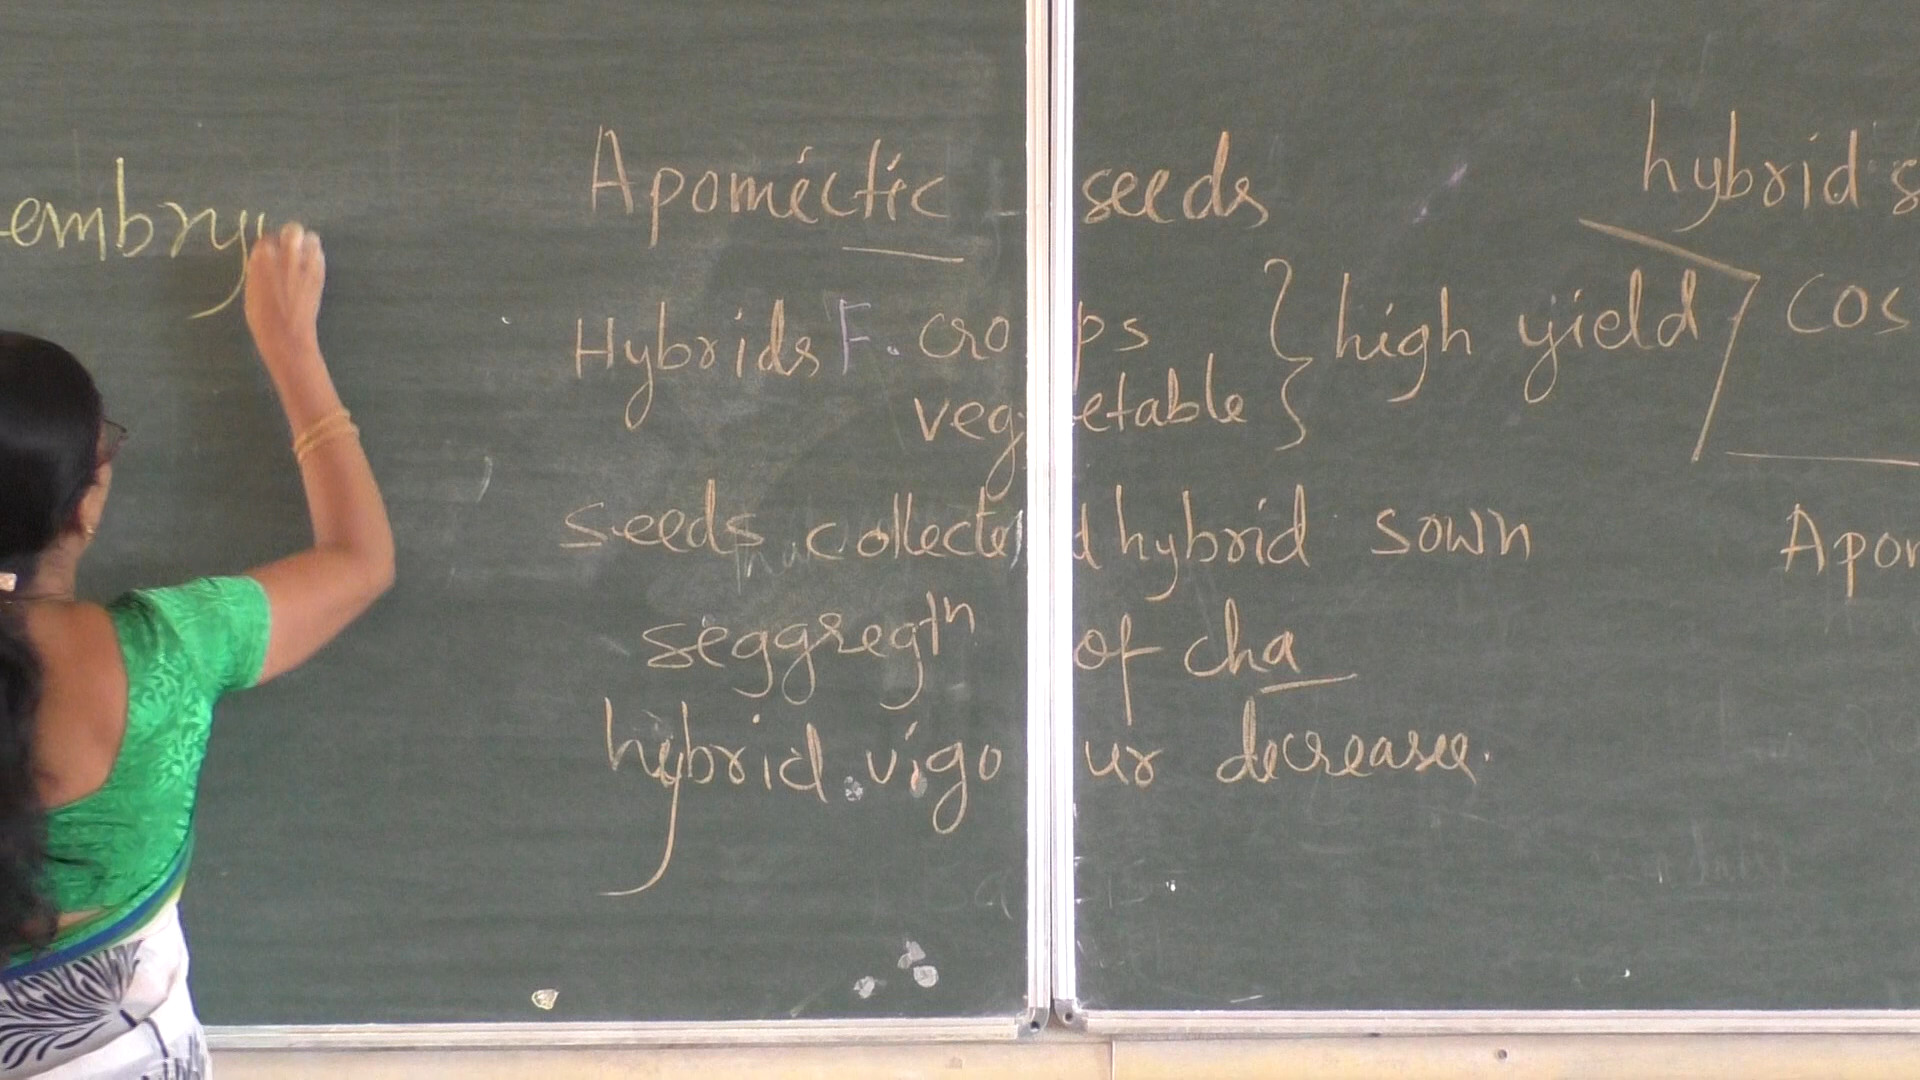 embry
Apomictic seeds
hybrid s
Hybrids F. crops
vegetable
high yield
cos
seeds collected hybrid sown
Apom
seggregtn of cha
hybrid vigour decrease.